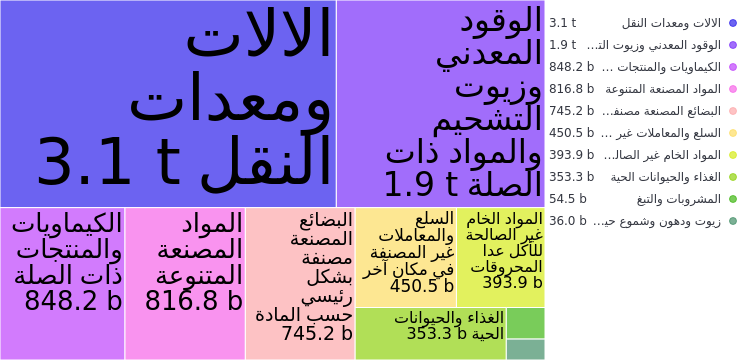 الالات
ومعدات
النقل 3.1 t
الوقود
المعدني
وزيوت
التشحيم
والمواد ذات
الصلة 1.9 t
الكيماويات
والمنتجات
ذات الصلة
848.2 b
المواد
المصنعة
المتنوعة
816.8 b
البضائع
المصنعة
مصنفة
بشكل
رئيسي
حسب المادة
745.2 b
السلع
والمعاملات
غير المصنفة
في مكان آخر
450.5 b
المواد الخام
غير الصالحة
للأكل عدا
المحروقات
393.9 b
الغذاء والحيوانات
الحية 353.3 b
الالات ومعدات النقل 3.1 t
الوقود المعدني وزيوت الت... 1.9 t
الكيماويات والمنتجات ... 848.2 b
المواد المصنعة المتنوعة 816.8 b
البضائع المصنعة مصنف... 745.2 b
السلع والمعاملات غير ... 450.5 b
المواد الخام غير الصالـ... 393.9 b
الغذاء والحيوانات الحية 353.3 b
المشروبات والتبغ 54.5 b
زيوت ودهون وشموع حيـ... 36.0 b